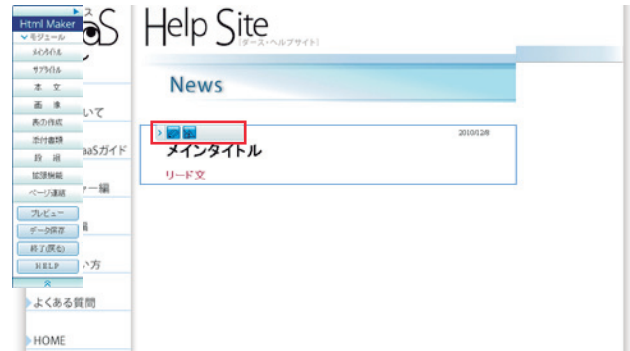 Html Maker
モジュール
メインタイトル
サブタイトル
本 文
画 像
表の作成
添付書類
段 組
拡張機能
ページ連結
プレビュー
データ保存
終了(戻る)
HELP
aaS
いて
aaSガイド
ー編
い方
よくある質問
HOME
Help Site
[ダース・ヘルプサイト]
News
2010/12/8
メインタイトル
リード文